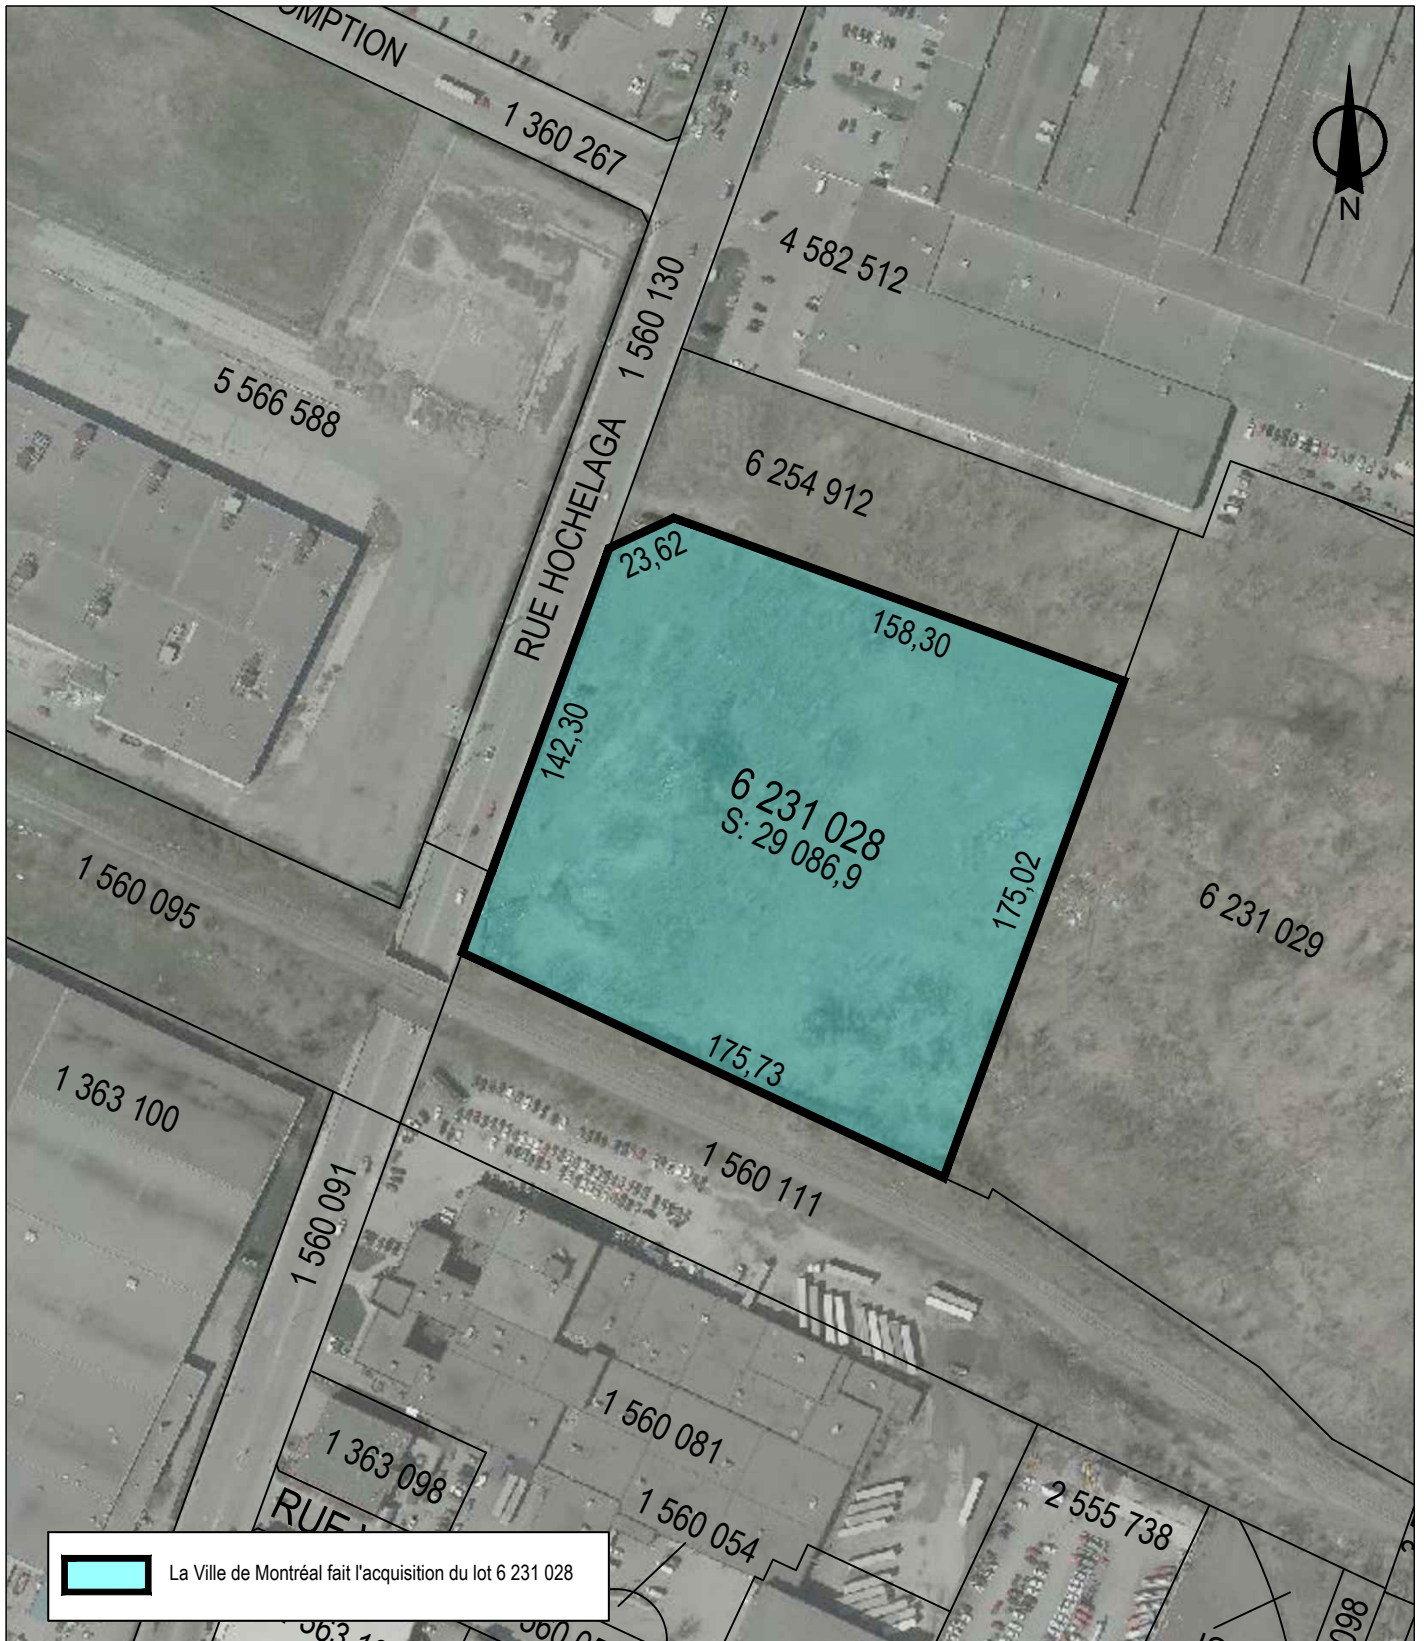 OMPTION
1 360 267
N
4 582 512
1 560 130
5 566 588
RUE HOCHELAGA
6 254 912
23,62
158,30
142,30
6 231 028
S: 29 086,9
175,02
1 560 095
6 231 029
175,73
1 363 100
1 560 111
1 560 091
1 560 081
1 363 098
1 560 054
2 555 738
RUE
La Ville de Montréal fait l'acquisition du lot 6 231 028
098